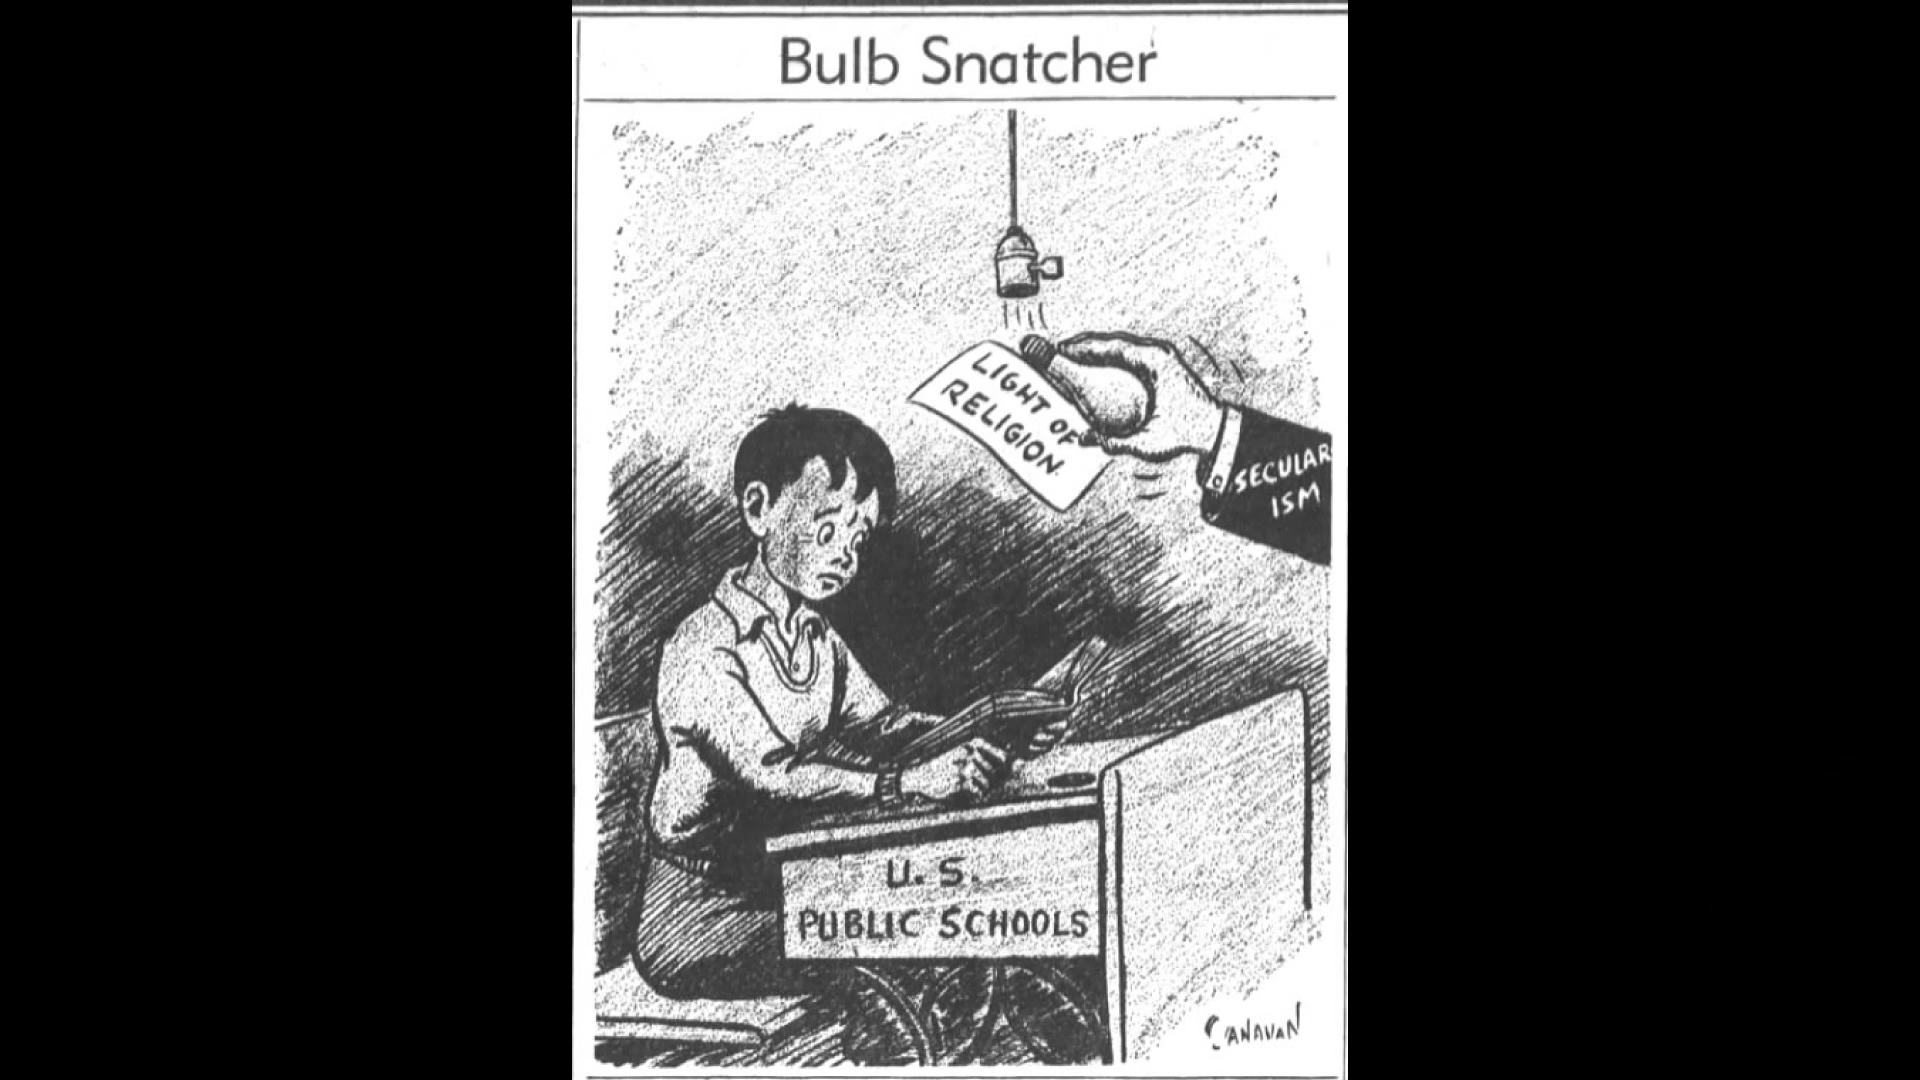 Bulb Snatcher
LIGHT OF
RELIGION
SECULAR
ISM
U. S.
PUBLIC SCHOOLS
CANAVAN